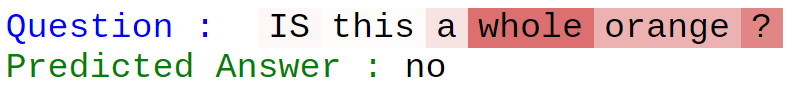 Question : IS this a whole orange ?
Predicted Answer : no